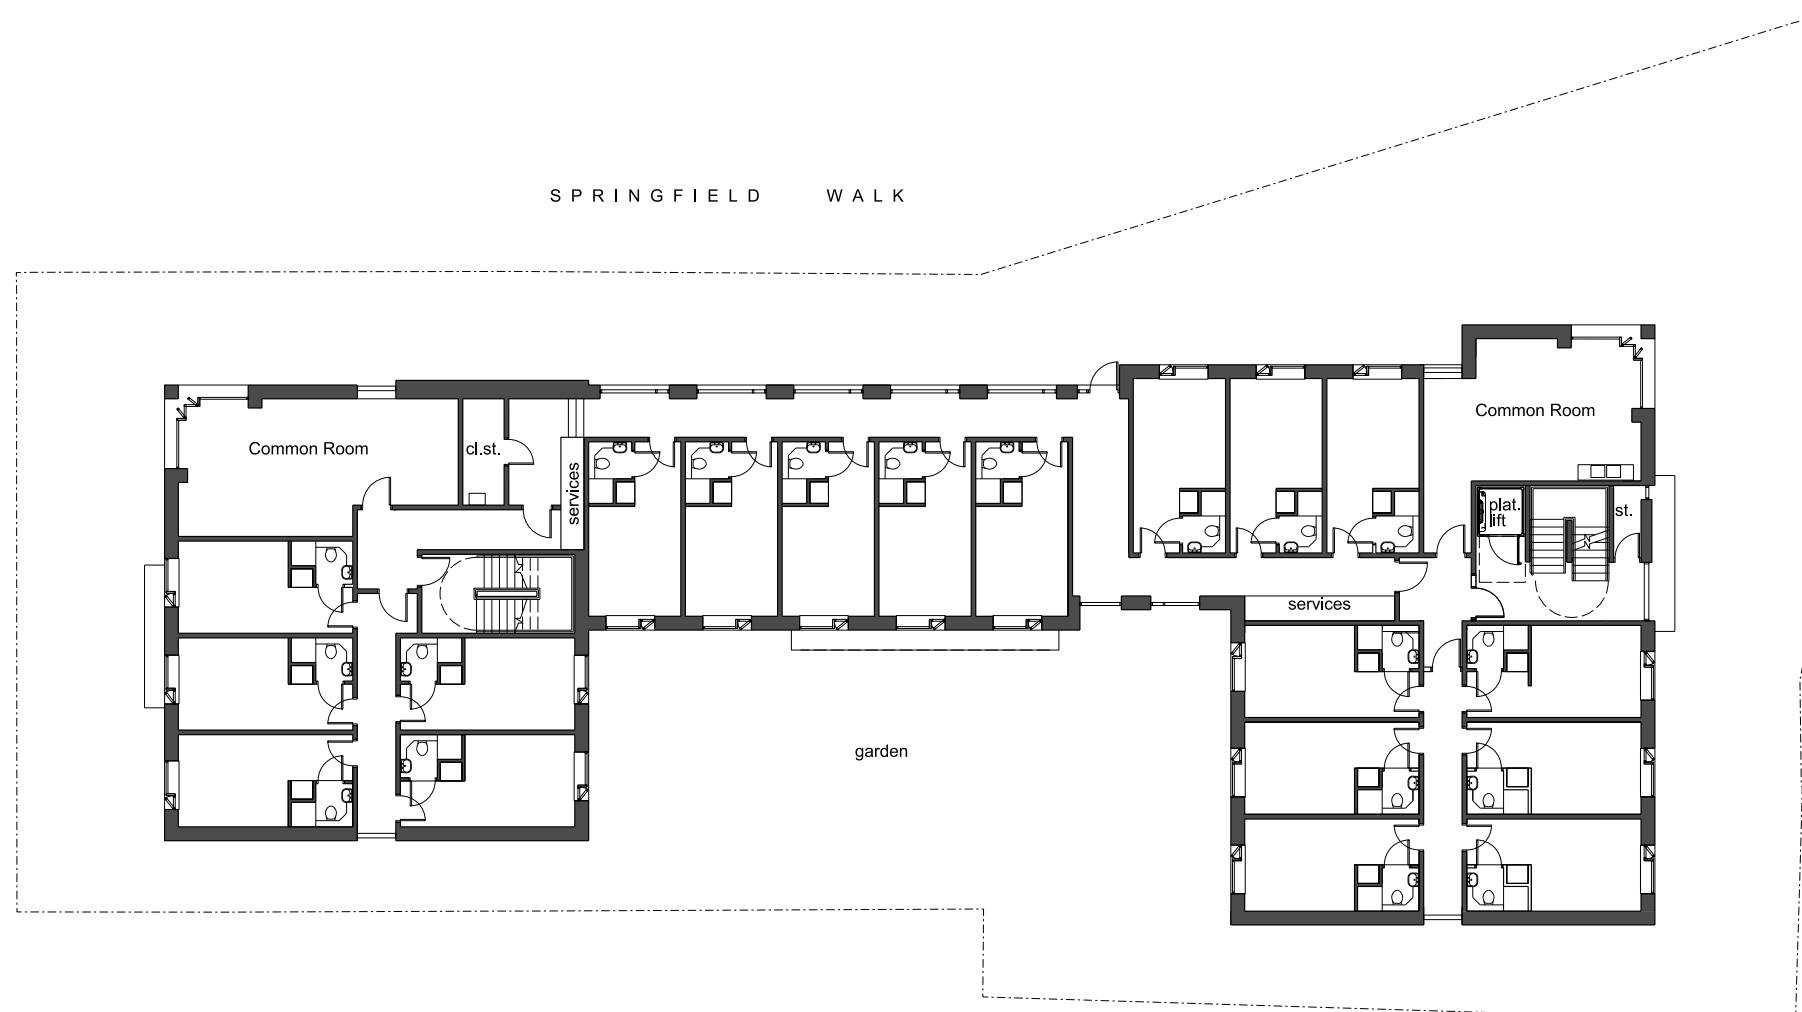 SPRINGFIELD WALK
Common Room
Common Room
cl.st.
services
plat.
lift
st.
services
garden